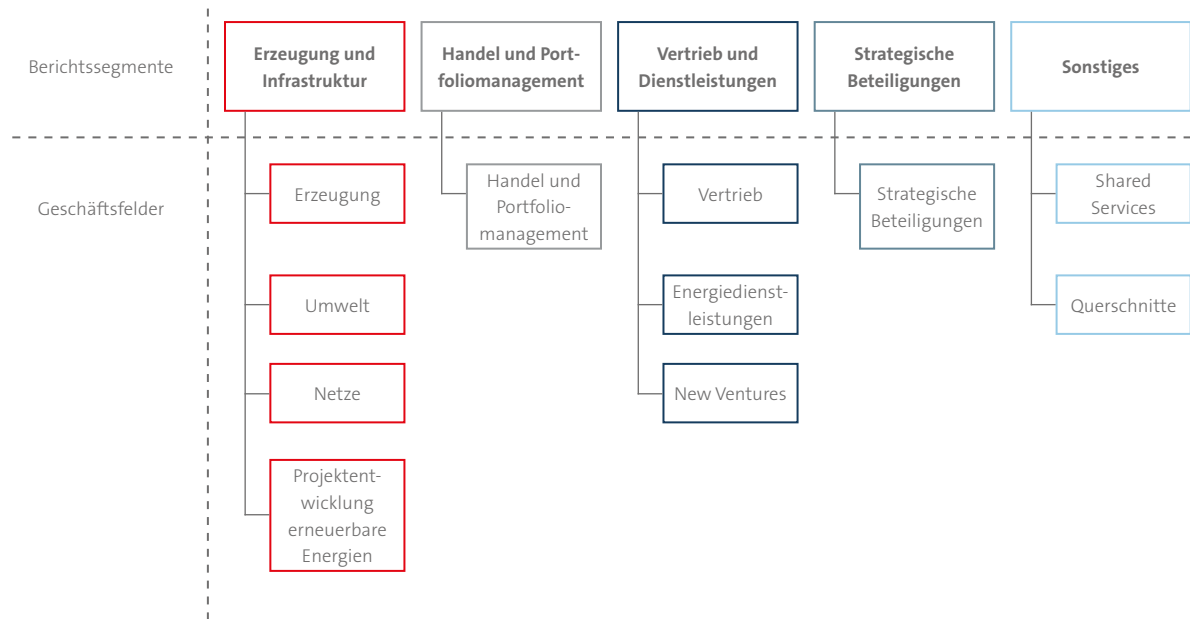 Berichtssegmente
Erzeugung und
Infrastruktur
Handel und Port-
foliomanagement
Vertrieb und
Dienstleistungen
Strategische
Beteiligungen
Sonstiges
Geschäftsfelder
Erzeugung
Umwelt
Netze
Projektent-
wicklung
erneuerbare
Energien
Handel und
Portfolio-
management
Vertrieb
Energiedienst-
leistungen
New Ventures
Strategische
Beteiligungen
Shared
Services
Querschnitte